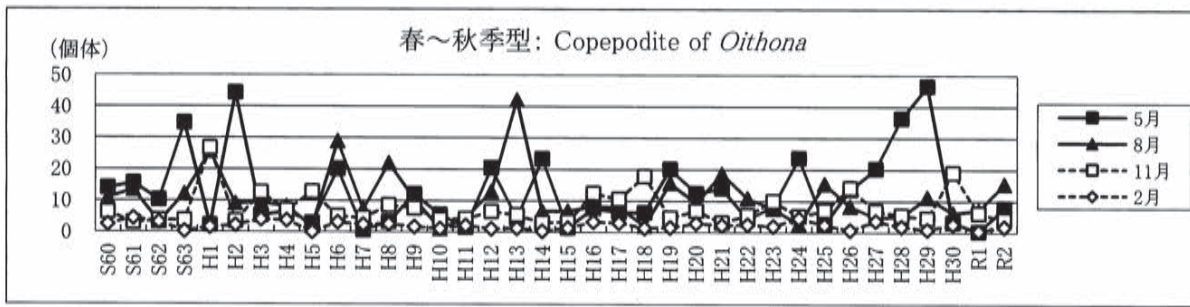 春～秋季型: Copepodite of Oithona
(個体)
50
40
30
20
10
0
S60 S61 S62 S63 H1 H2 H3 H4 H5 H6 H7 H8 H9 H10 H11 H12 H13 H14 H15 H16 H17 H18 H19 H20 H21 H22 H23 H24 H25 H26 H27 H28 H29 H30 R1 R2
5月
8月
11月
2月